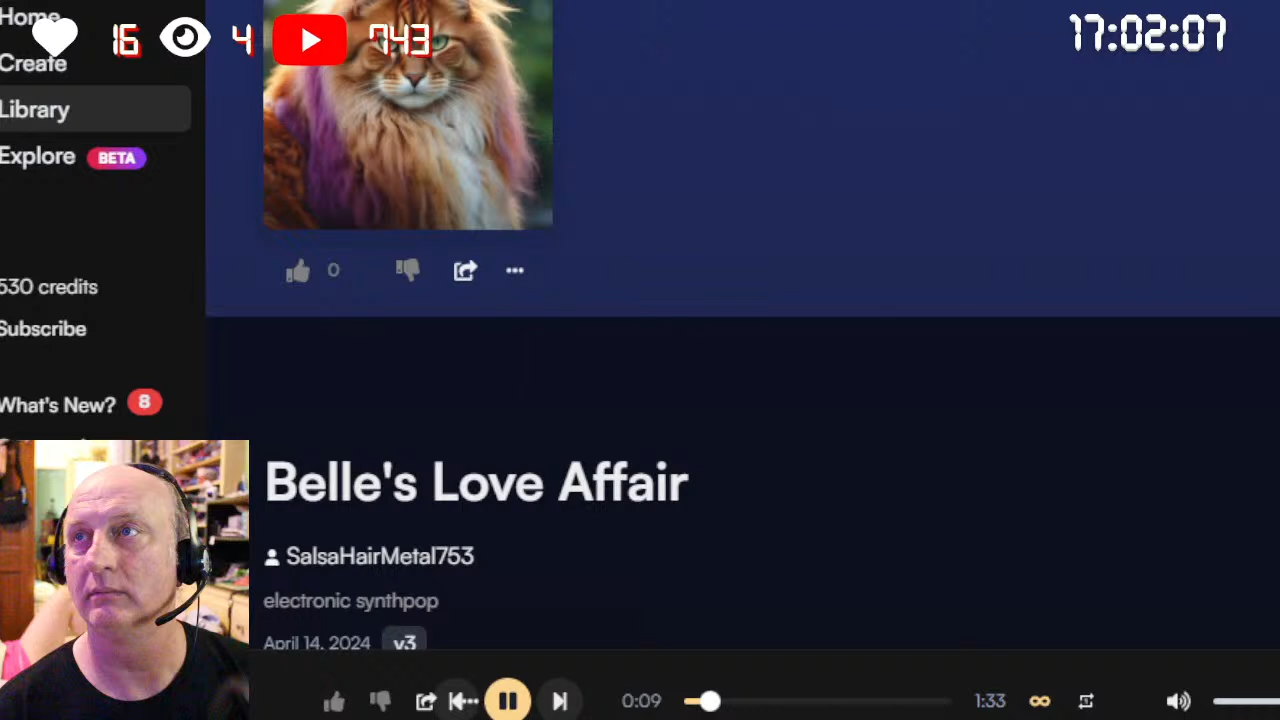 Home
16 4 743 17:02:07
Create
Library
Explore BETA
0
530 credits
Subscribe
What's New? 8
Belle's Love Affair
SalsaHairMetal753
electronic synthpop
April 14, 2024 v3
0:09 1:33